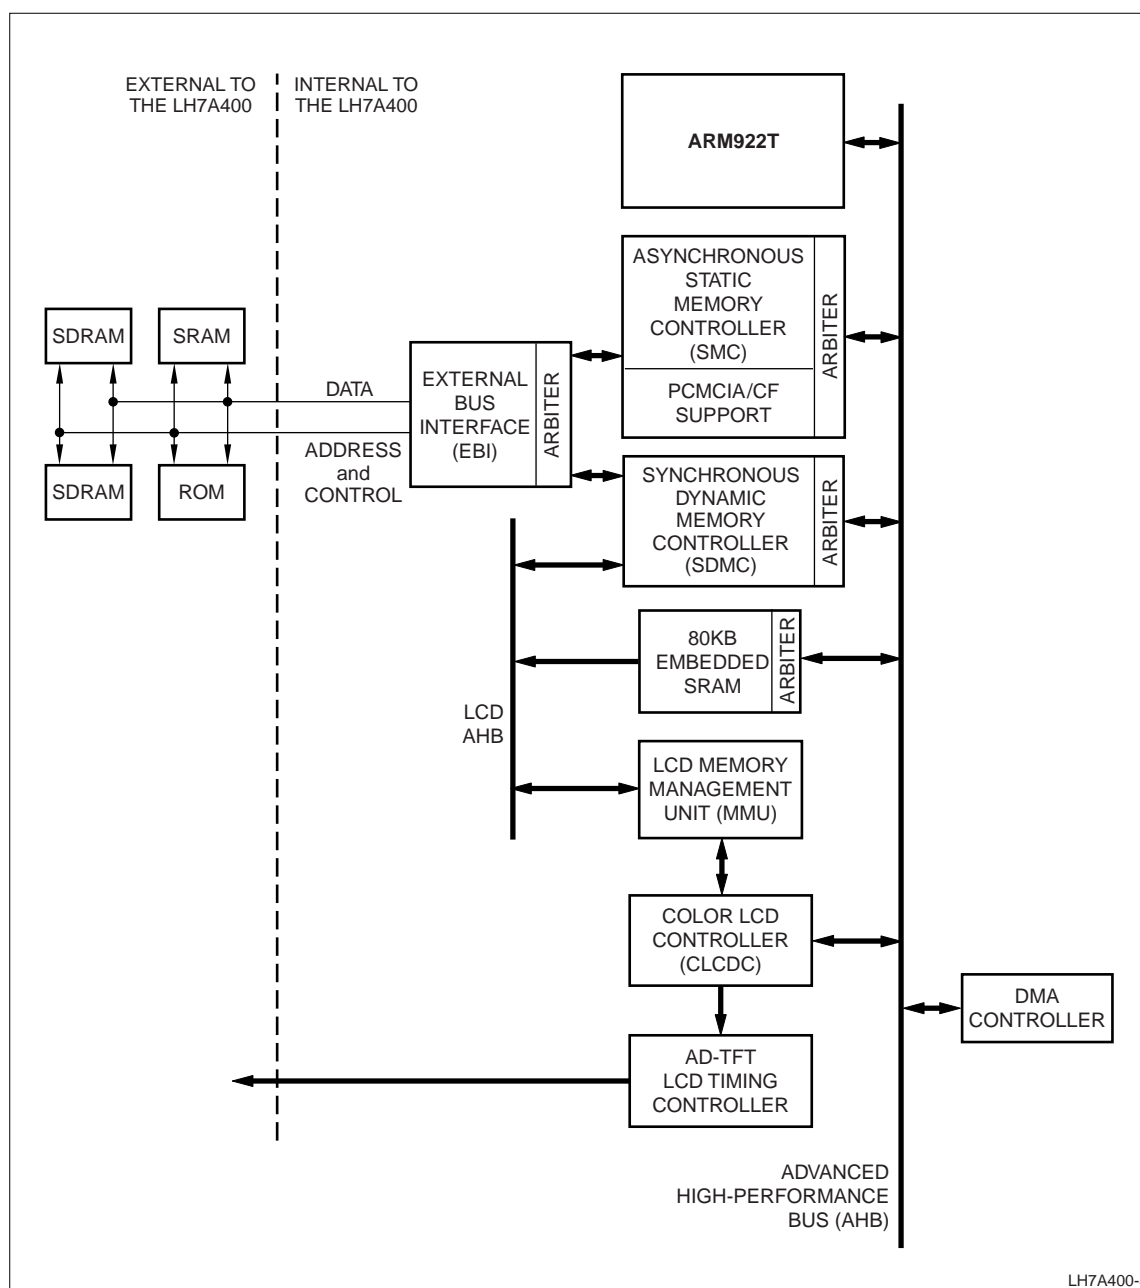 EXTERNAL TO
THE LH7A400
INTERNAL TO
THE LH7A400
ARM922T
ASYNCHRONOUS
STATIC
MEMORY
CONTROLLER
(SMC)
PCMCIA/CF
SUPPORT
ARBITER
SDRAM
SRAM
SDRAM
ROM
DATA
ADDRESS
and
CONTROL
EXTERNAL
BUS
INTERFACE
(EBI)
ARBITER
SYNCHRONOUS
DYNAMIC
MEMORY
CONTROLLER
(SDMC)
ARBITER
80KB
EMBEDDED
SRAM
ARBITER
LCD
AHB
LCD MEMORY
MANAGEMENT
UNIT (MMU)
COLOR LCD
CONTROLLER
(CLCDC)
DMA
CONTROLLER
AD-TFT
LCD TIMING
CONTROLLER
ADVANCED
HIGH-PERFORMANCE
BUS (AHB)
LH7A400-